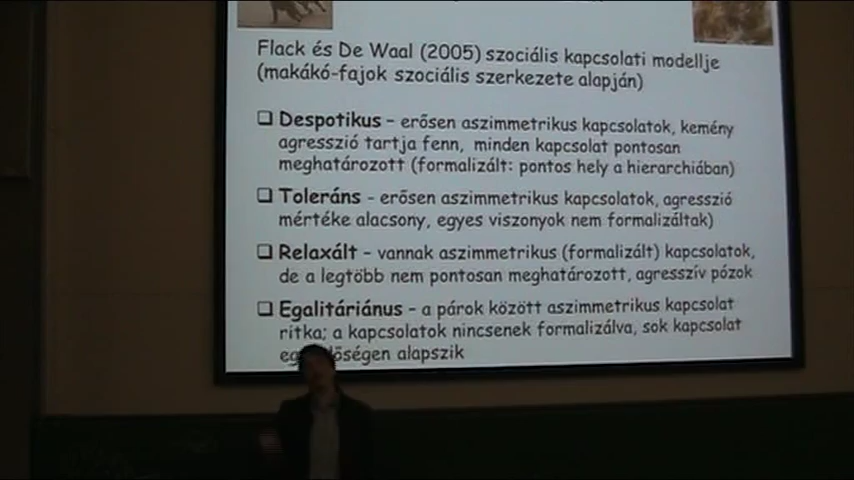 Flack és De Waal (2005) szociális kapcsolati modellje
(makákó-fajok szociális szerkezete alapján)
❑ Despotikus – erősen aszimmetrikus kapcsolatok, kemény
agresszió tartja fenn, minden kapcsolat pontosan
meghatározott (formalizált: pontos hely a hierarchiában)
❑ Toleráns - erősen aszimmetrikus kapcsolatok, agresszió
mértéke alacsony, egyes viszonyok nem formalizáltak)
❑ Relaxált – vannak aszimmetrikus (formalizált) kapcsolatok,
de a legtöbb nem pontosan meghatározott, agresszív pózok
❑ Egalitáriánus – a párok között aszimmetrikus kapcsolat
ritka; a kapcsolatok nincsenek formalizálva, sok kapcsolat
alapszik